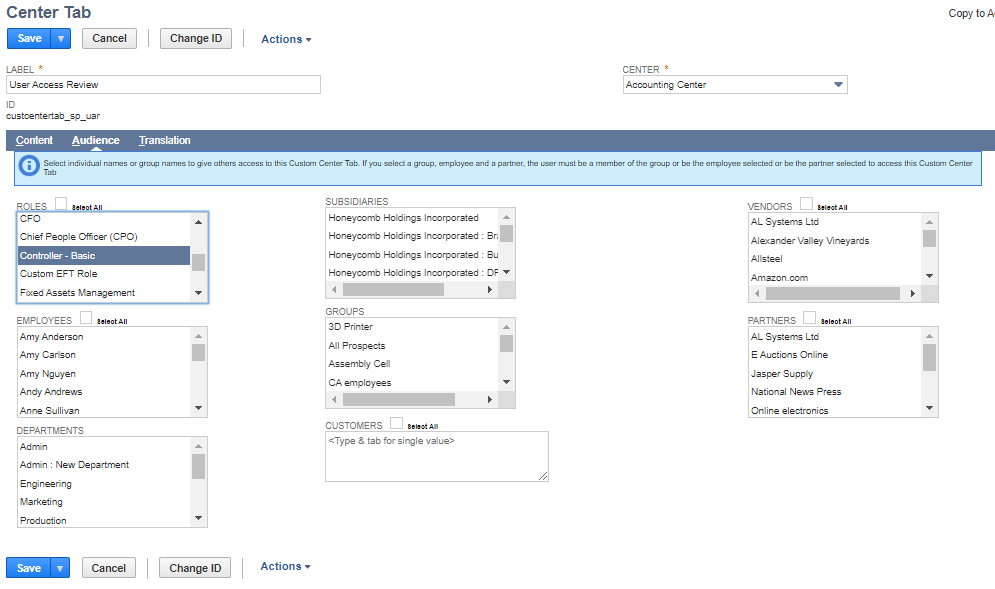 Center Tab
Copy to A
Save Cancel Change ID Actions
LABEL *
User Access Review
CENTER *
Accounting Center
ID
custcentertab_sp_uar
Content Audience Translation
Select individual names or group names to give others access to this Custom Center Tab. If you select a group, employee and a partner, the user must be a member of the group or be the employee selected or be the partner selected to access this Custom Center
Tab
ROLES Select All
CFO
Chief People Officer (CPO)
Controller - Basic
Custom EFT Role
Fixed Assets Management
SUBSIDIARIES
Honeycomb Holdings Incorporated
Honeycomb Holdings Incorporated : Bra
Honeycomb Holdings Incorporated : Bu
Honeycomb Holdings Incorporated : DF
VENDORS Select All
AL Systems Ltd
Alexander Valley Vineyards
Allsteel
Amazon.com
EMPLOYEES Select All
Amy Anderson
Amy Carlson
Amy Nguyen
Andy Andrews
Anne Sullivan
GROUPS
3D Printer
All Prospects
Assembly Cell
CA employees
PARTNERS Select All
AL Systems Ltd
E Auctions Online
Jasper Supply
National News Press
Online electronics
DEPARTMENTS
Admin
Admin : New Department
Engineering
Marketing
Production
CUSTOMERS Select All
<Type & tab for single value>
Save Cancel Change ID Actions